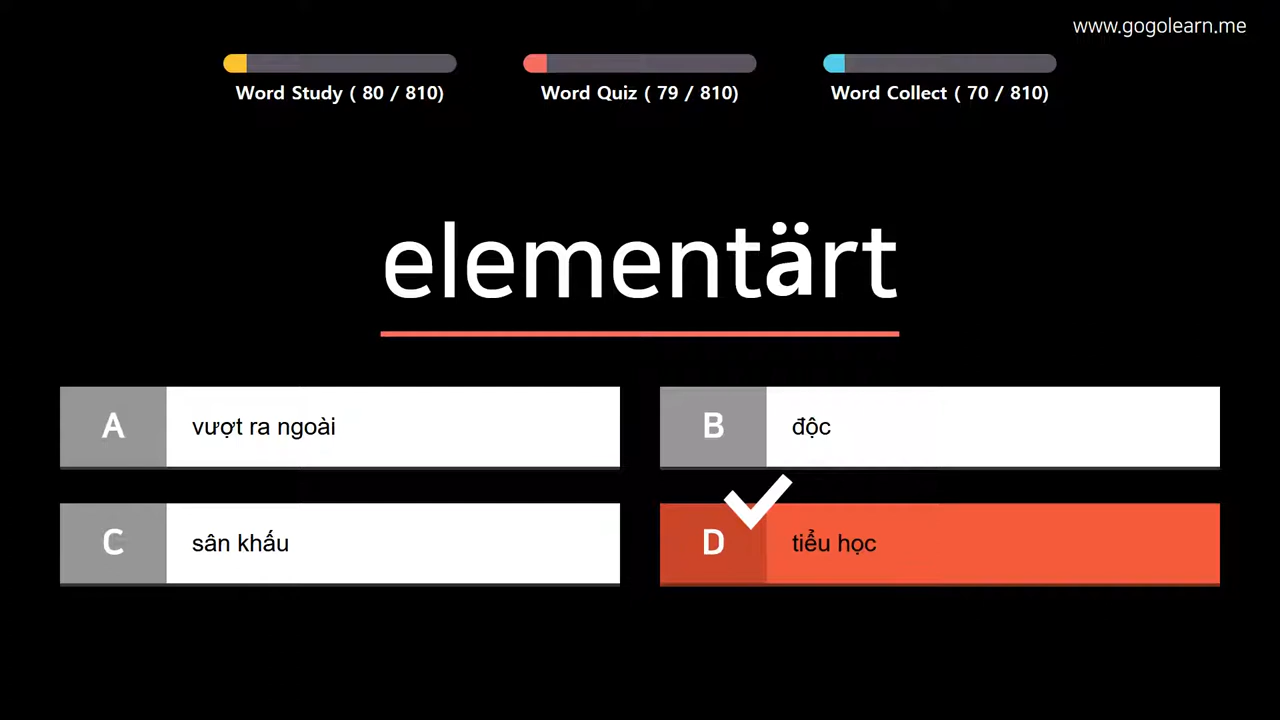 www.gogolearn.me
Word Study ( 80 / 810)
Word Quiz ( 79 / 810)
Word Collect ( 70 / 810)
elementärt
A vượt ra ngoài
B độc
C sân khấu
D tiểu học